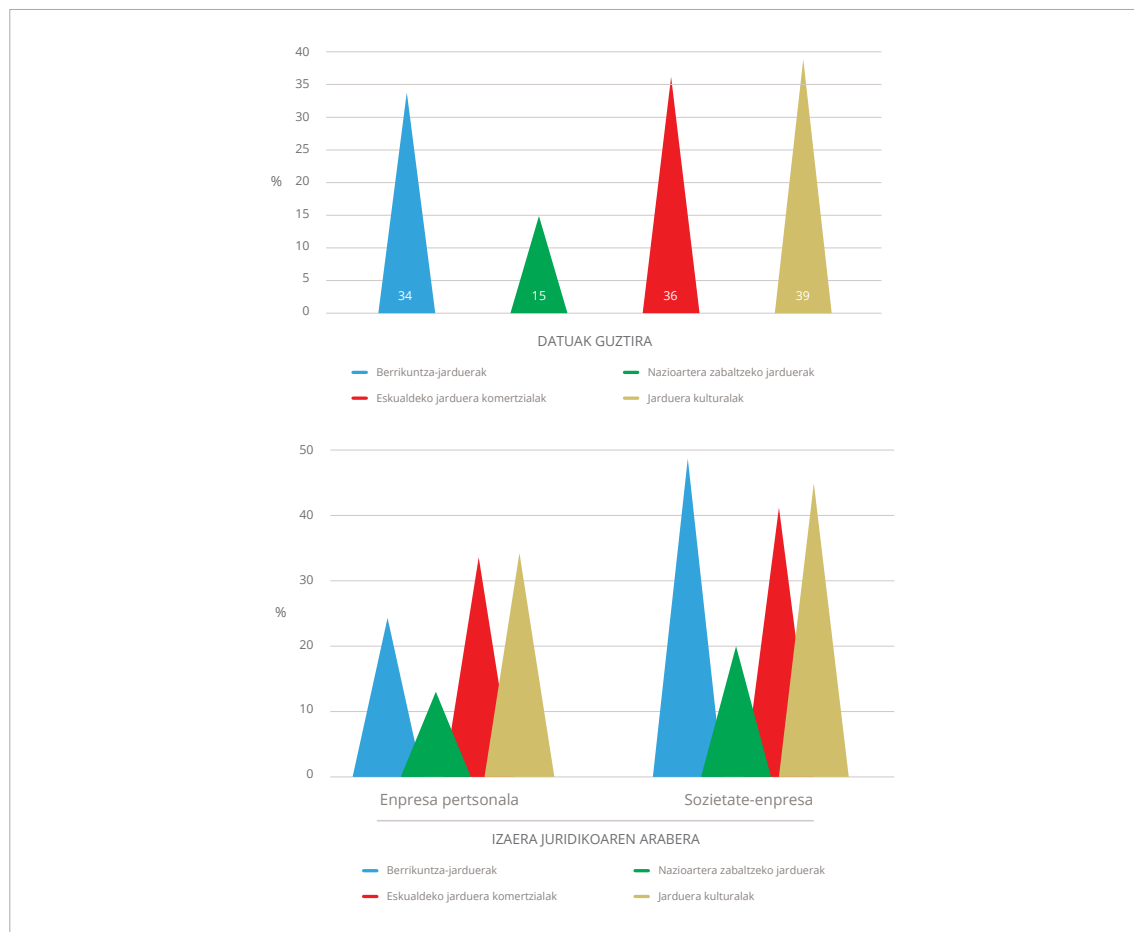 40
35
30
25
% 20
15
10
5
0
34 15 36 39
DATUAK GUZTIRA
Berrikuntza-jarduerak Nazioartera zabaltzeko jarduerak
Eskualdeko jarduera komertzialak Jarduera kulturalak
50
40
30
%
20
10
0
Enpresa pertsonala Sozietate-enpresa
IZAERA JURIDIKOAREN ARABERA
Berrikuntza-jarduerak Nazioartera zabaltzeko jarduerak
Eskualdeko jarduera komertzialak Jarduera kulturalak